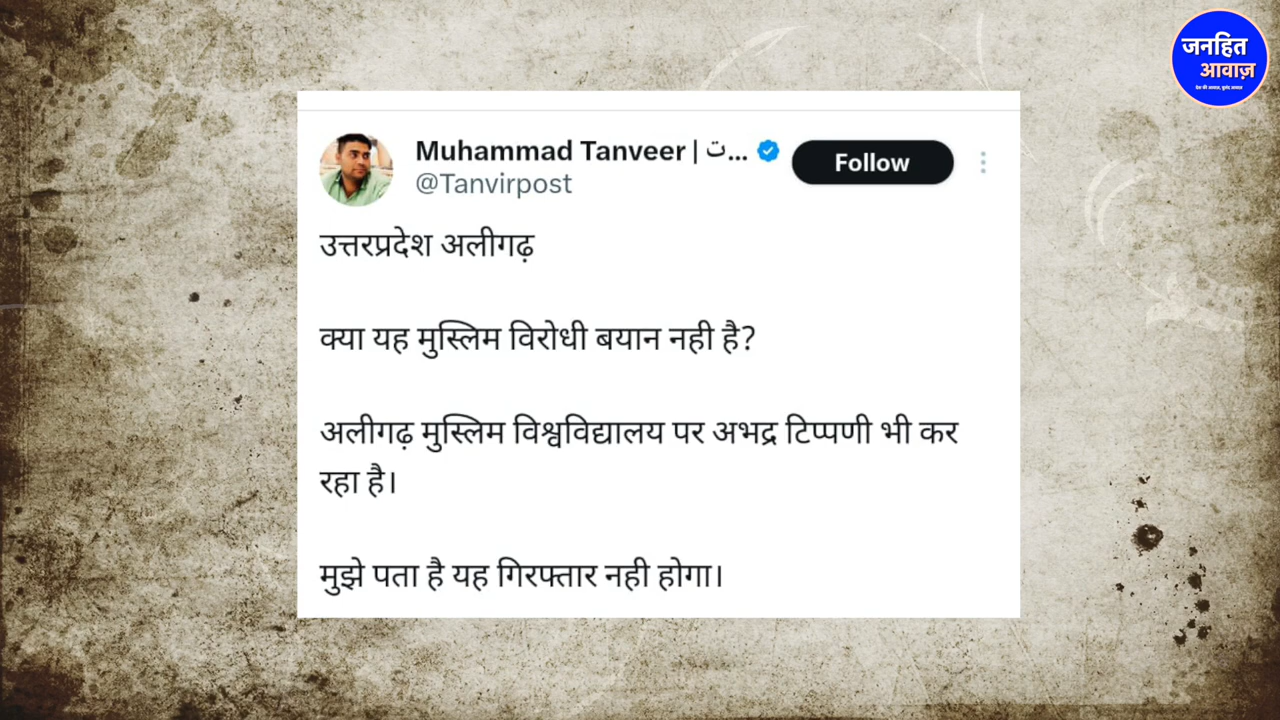 जनहित
आवाज़
Muhammad Tanveer | ت...
Follow
@Tanvirpost
उत्तरप्रदेश अलीगढ़
क्या यह मुस्लिम विरोधी बयान नही है?
अलीगढ़ मुस्लिम विश्वविद्यालय पर अभद्र टिप्पणी भी कर
रहा है।
मुझे पता है यह गिरफ्तार नही होगा।